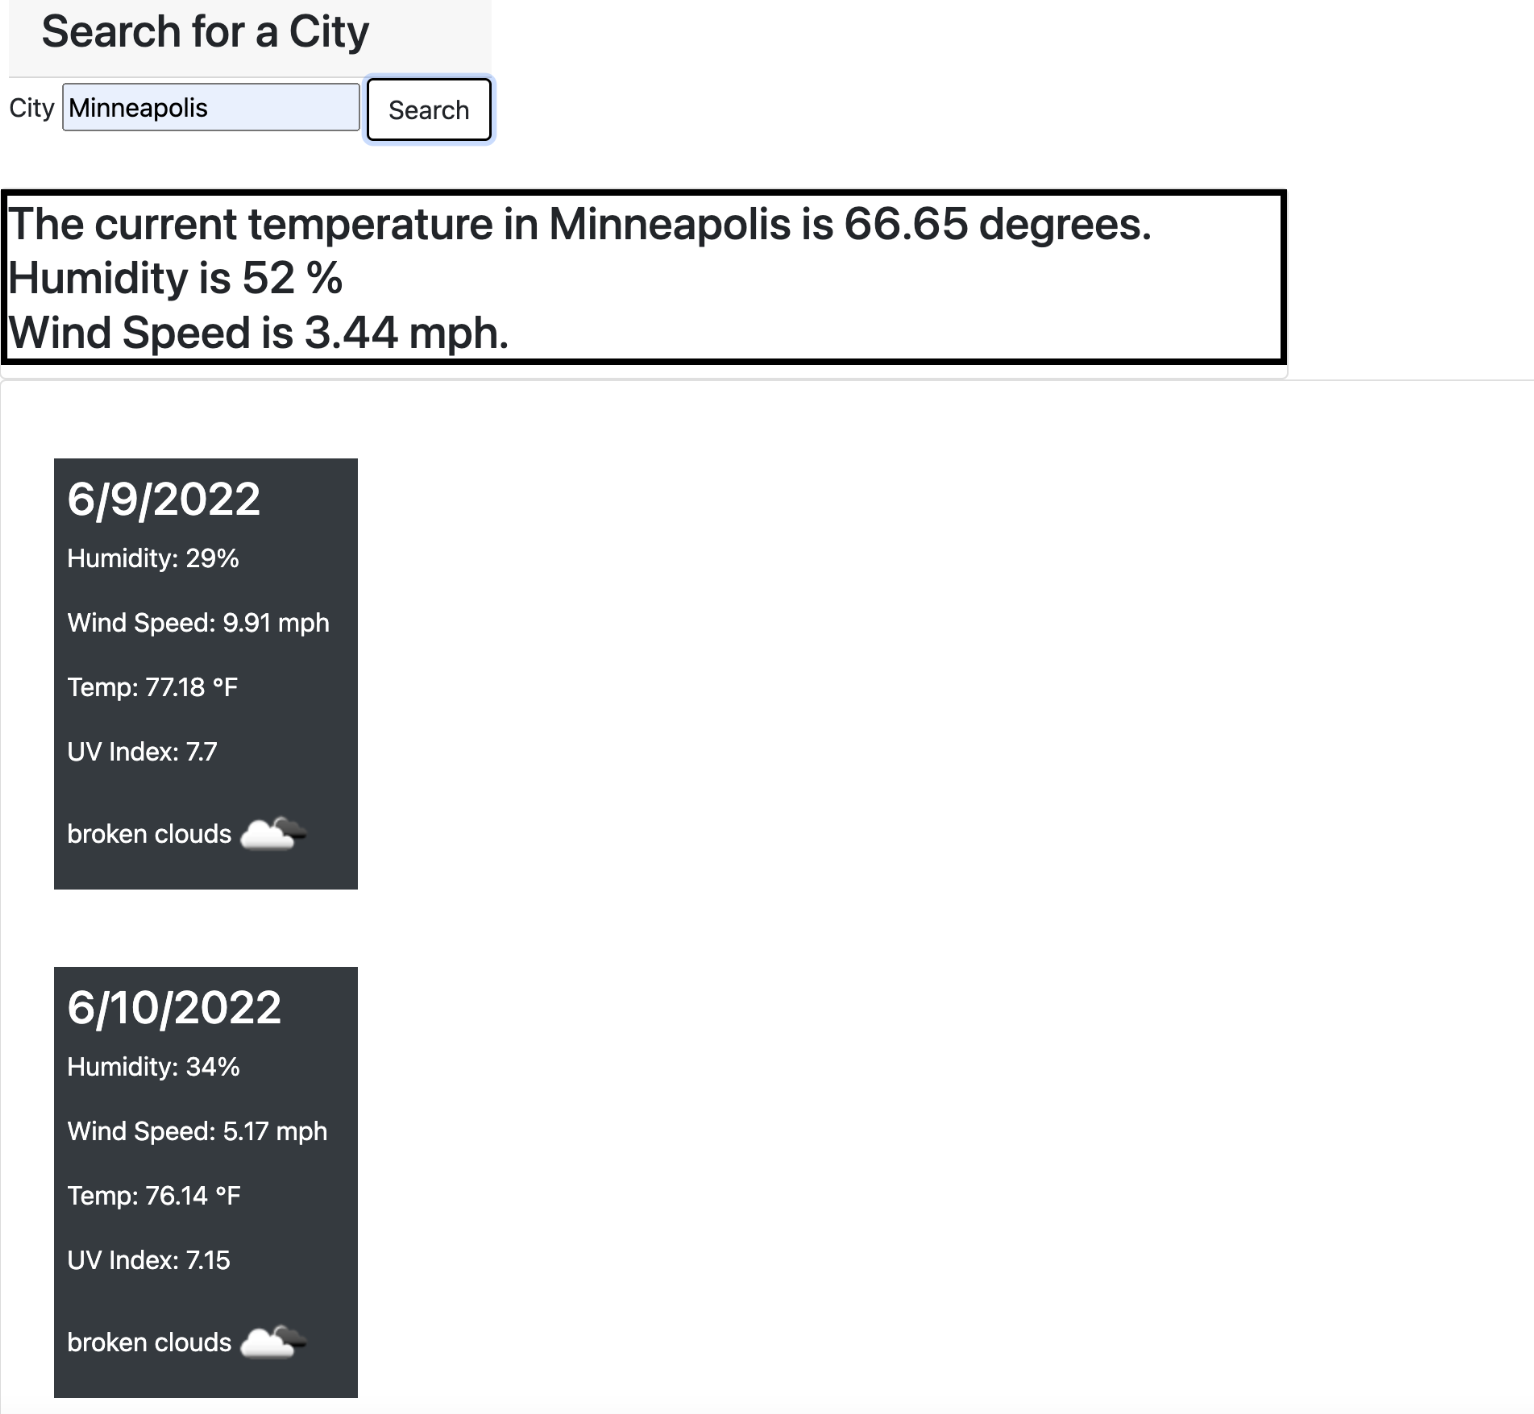 Search for a City
City Minneapolis Search
The current temperature in Minneapolis is 66.65 degrees.
Humidity is 52 %
Wind Speed is 3.44 mph.
6/9/2022
Humidity: 29%
Wind Speed: 9.91 mph
Temp: 77.18 °F
UV Index: 7.7
broken clouds
6/10/2022
Humidity: 34%
Wind Speed: 5.17 mph
Temp: 76.14 °F
UV Index: 7.15
broken clouds